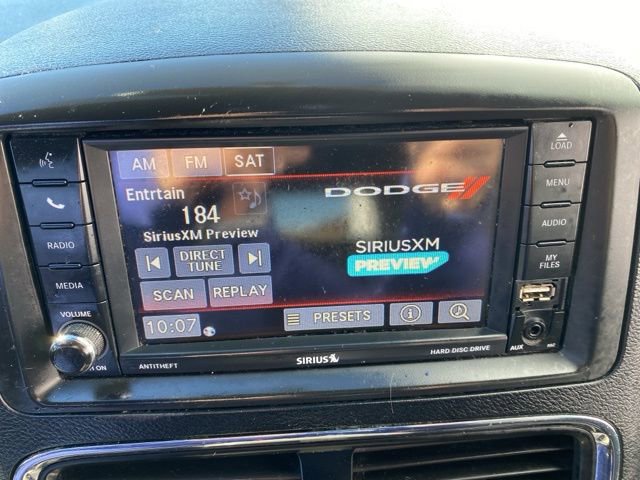 LOAD
MENU
AUDIO
MY
FILES
AUX
RADIO
MEDIA
VOLUME
ON
ANTITHEFT
SIRIUS
HARD DISC DRIVE
AM FM SAT
Entrtain
184
SiriusXM Preview
DIRECT
TUNE
SCAN REPLAY
10:07
PRESETS
DODGE
SIRIUSXM
PREVIEW